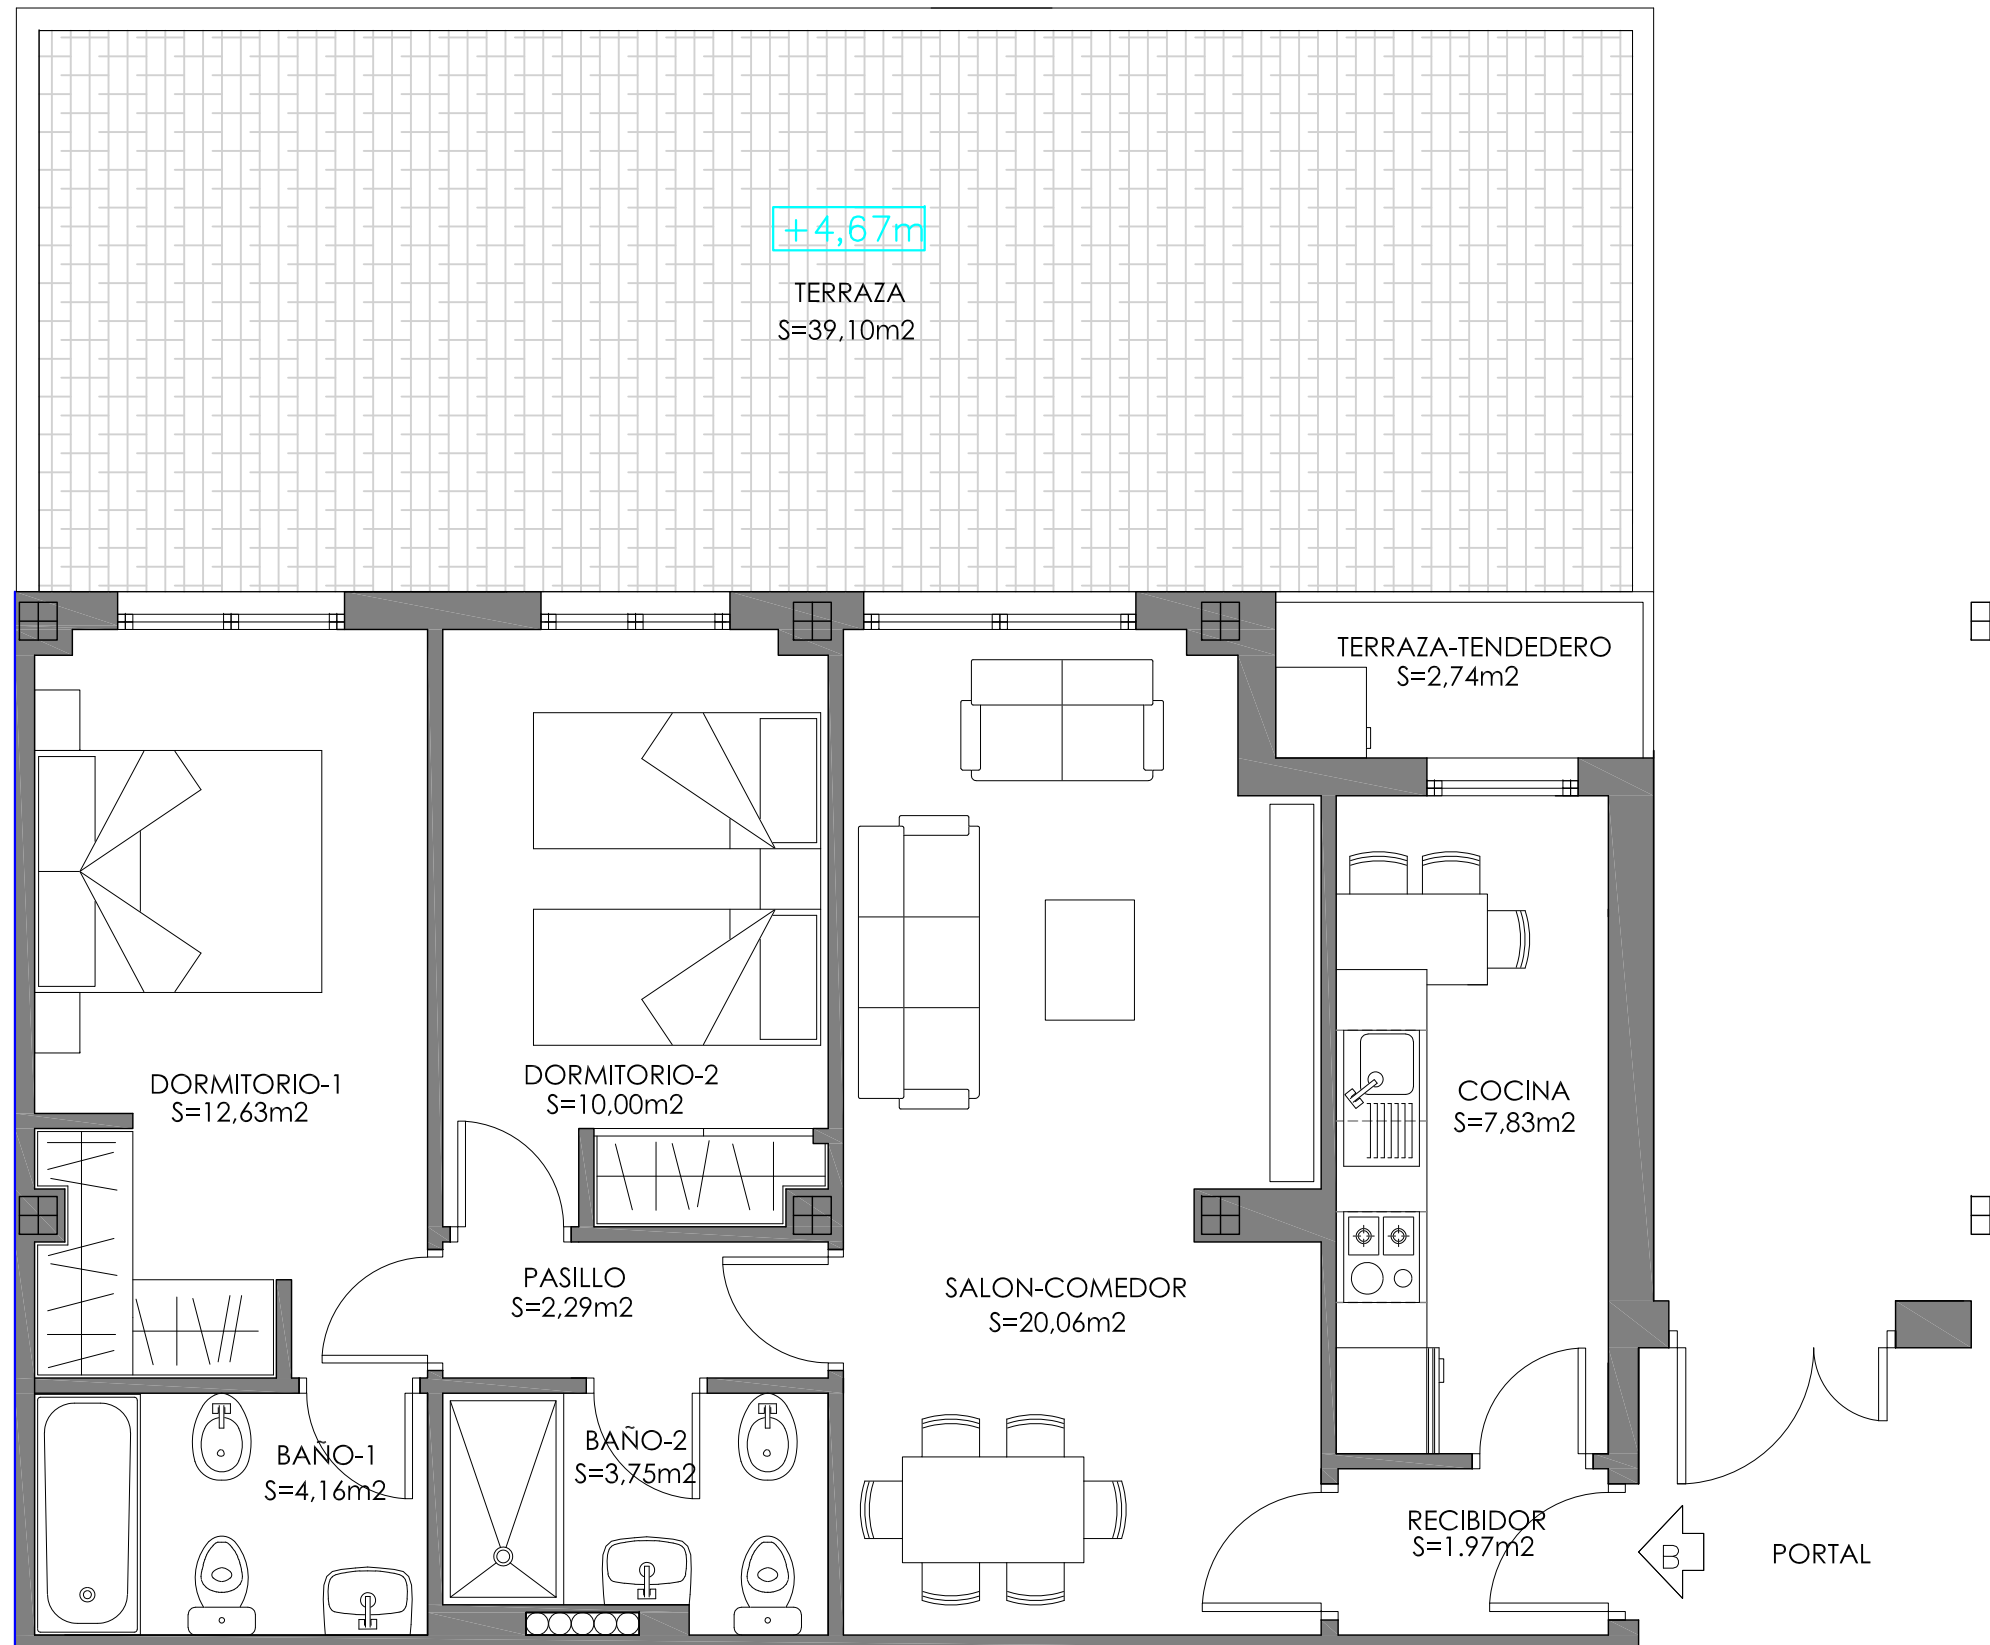 +4,67m
TERRAZA
S=39,10m2
TERRAZA-TENDEDERO
S=2,74m2
DORMITORIO-1
S=12,63m2
DORMITORIO-2
S=10,00m2
COCINA
S=7,83m2
PASILLO
S=2,29m2
SALON-COMEDOR
S=20,06m2
BAÑO-1
S=4,16m2
BAÑO-2
S=3,75m2
RECIBIDOR
S=1.97m2
B
PORTAL